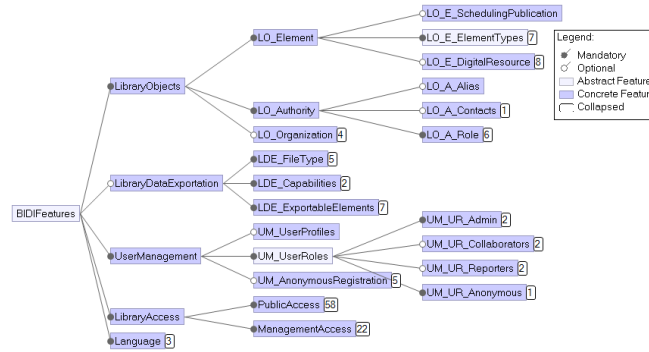 LO_E_SchedulingPublication
LO_Element
LO_E_ElementTypes 7
LO_E_DigitalResource 8
LibraryObjects
LO_A_Alias
LO_Authority
LO_A_Contacts 1
LO_Organization 4
LO_A_Role 6
LDE_FileType 5
LibraryDataExportation
LDE_Capabilities 2
LDE_ExportableElements 7
BIDIFeatures
UM_UserProfiles
UM_UR_Admin 2
UserManagement
UM_UserRoles
UM_UR_Collaborators 2
UM_AnonymousRegistration 5
UM_UR_Reporters 2
UM_UR_Anonymous 1
PublicAccess 58
LibraryAccess
ManagementAccess 22
Language 3
Legend:
Mandatory
Optional
Abstract Feature
Concrete Featur
Collapsed